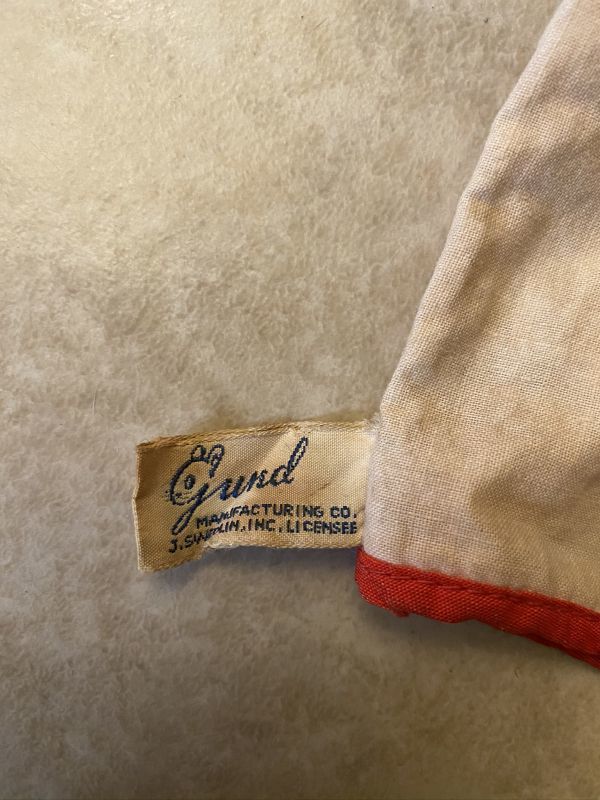 Gund
MANUFACTURING CO.
J. SWEDLIN, INC. LICENSEE